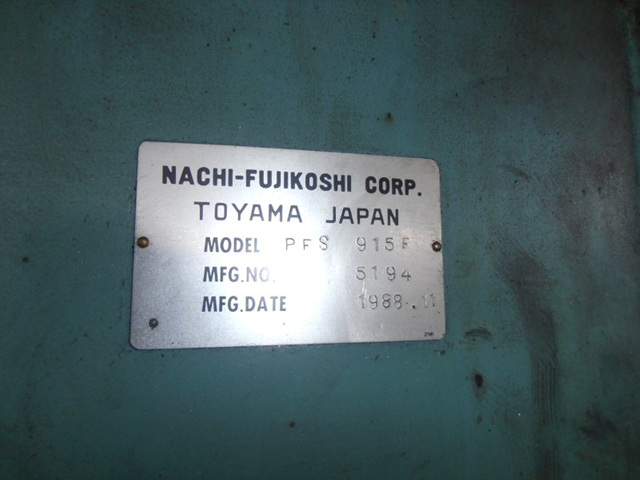 NACHI-FUJIKOSHI CORP.
TOYAMA JAPAN
MODEL PFS 915F
MFG.NO. 5194
MFG.DATE 1988.11